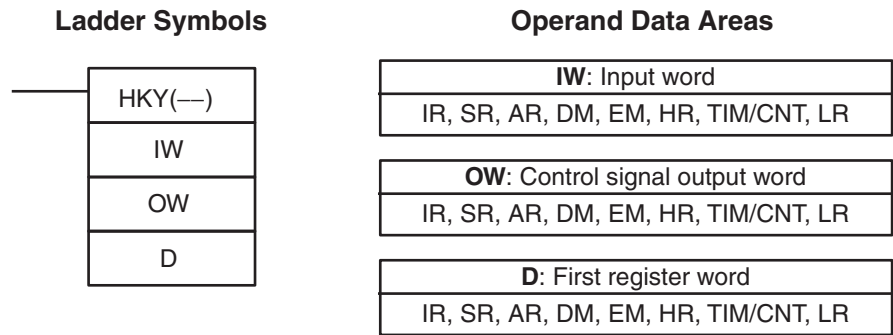 Ladder Symbols
HKY(−−)
IW
OW
D
Operand Data Areas
IW: Input word
IR, SR, AR, DM, EM, HR, TIM/CNT, LR
OW: Control signal output word
IR, SR, AR, DM, EM, HR, TIM/CNT, LR
D: First register word
IR, SR, AR, DM, EM, HR, TIM/CNT, LR